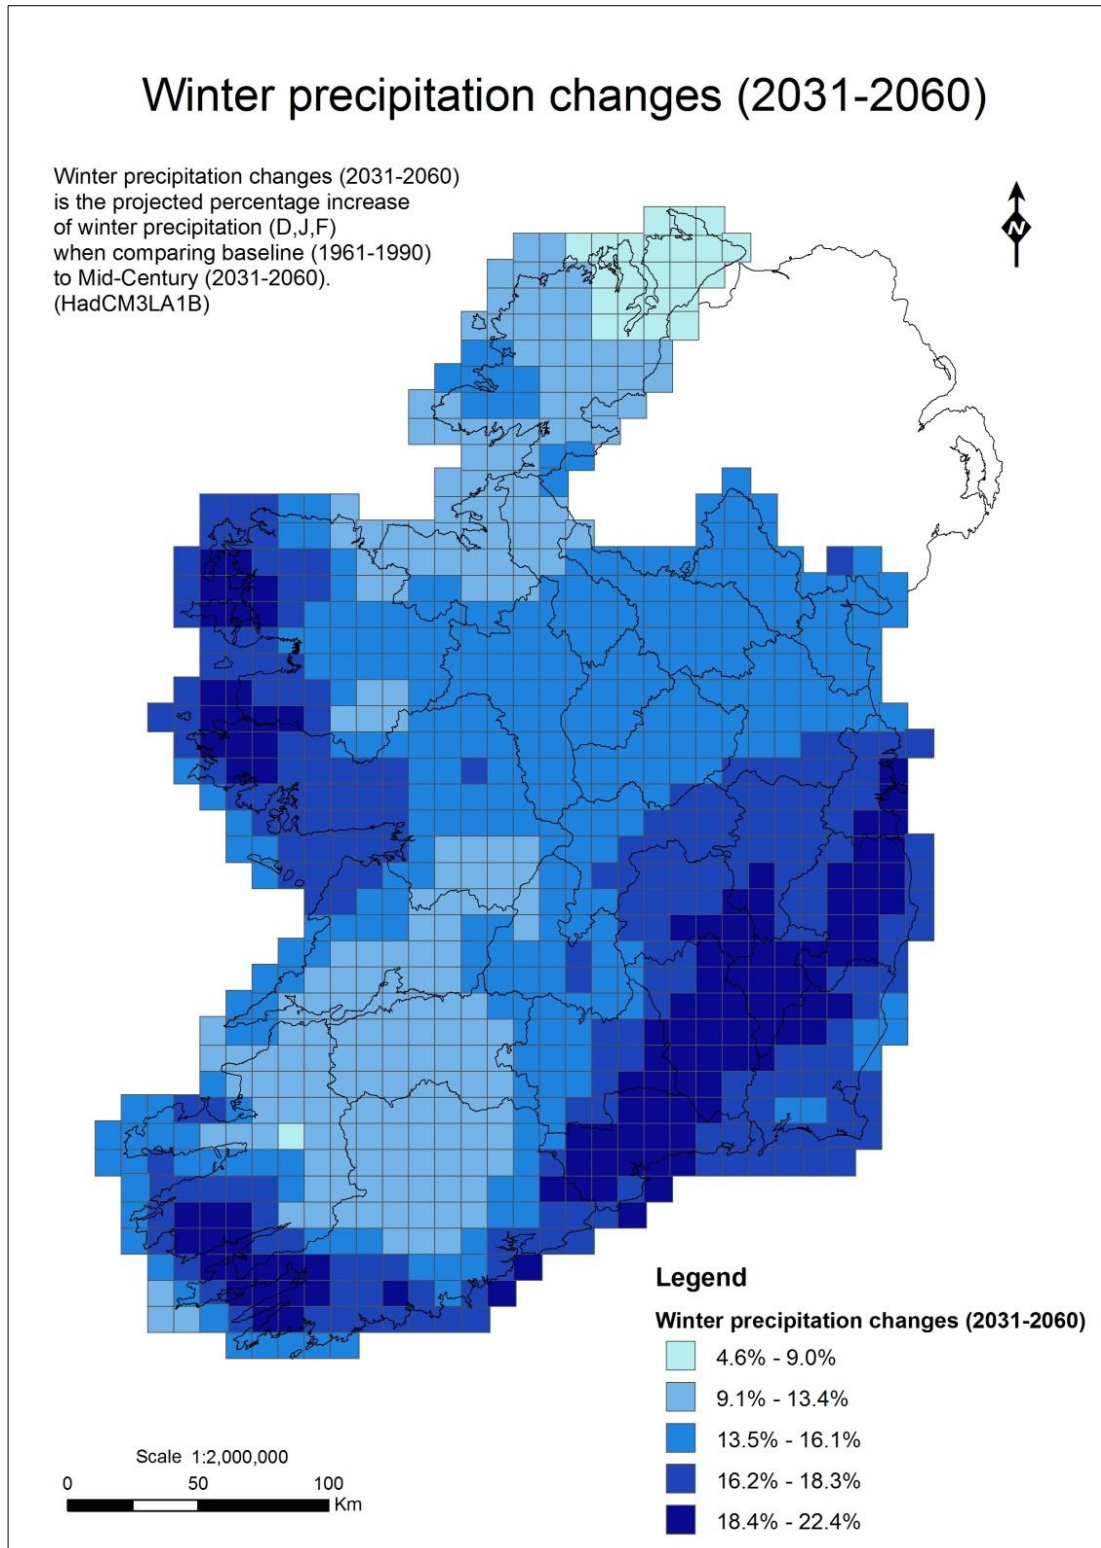 Winter precipitation changes (2031-2060)
Winter precipitation changes (2031-2060)
is the projected percentage increase
of winter precipitation (D,J,F)
when comparing baseline (1961-1990)
to Mid-Century (2031-2060).
(HadCM3LA1B)
N
Legend
Winter precipitation changes (2031-2060)
4.6% - 9.0%
9.1% - 13.4%
13.5% - 16.1%
16.2% - 18.3%
18.4% - 22.4%
Scale 1:2,000,000
0 50 100
Km